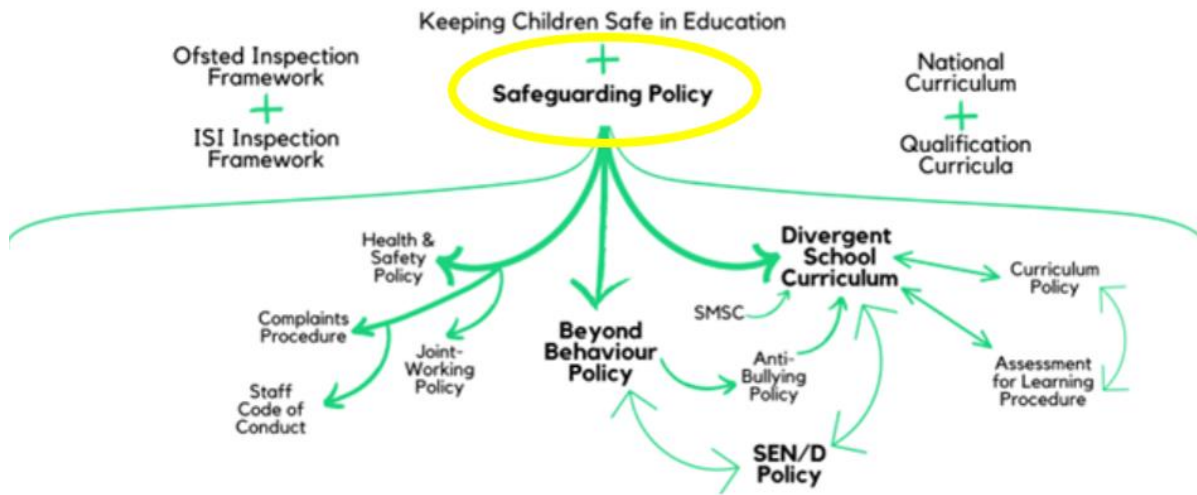 Keeping Children Safe in Education
+
Safeguarding Policy
Ofsted Inspection
Framework
+
ISI Inspection
Framework
National
Curriculum
+
Qualification
Curricula
Health &
Safety
Policy
Complaints
Procedure
Joint-
Working
Policy
Staff
Code of
Conduct
Beyond
Behaviour
Policy
Divergent
School
Curriculum
SMSC
Anti-
Bullying
Policy
SEN/D
Policy
Curriculum
Policy
Assessment
for Learning
Procedure